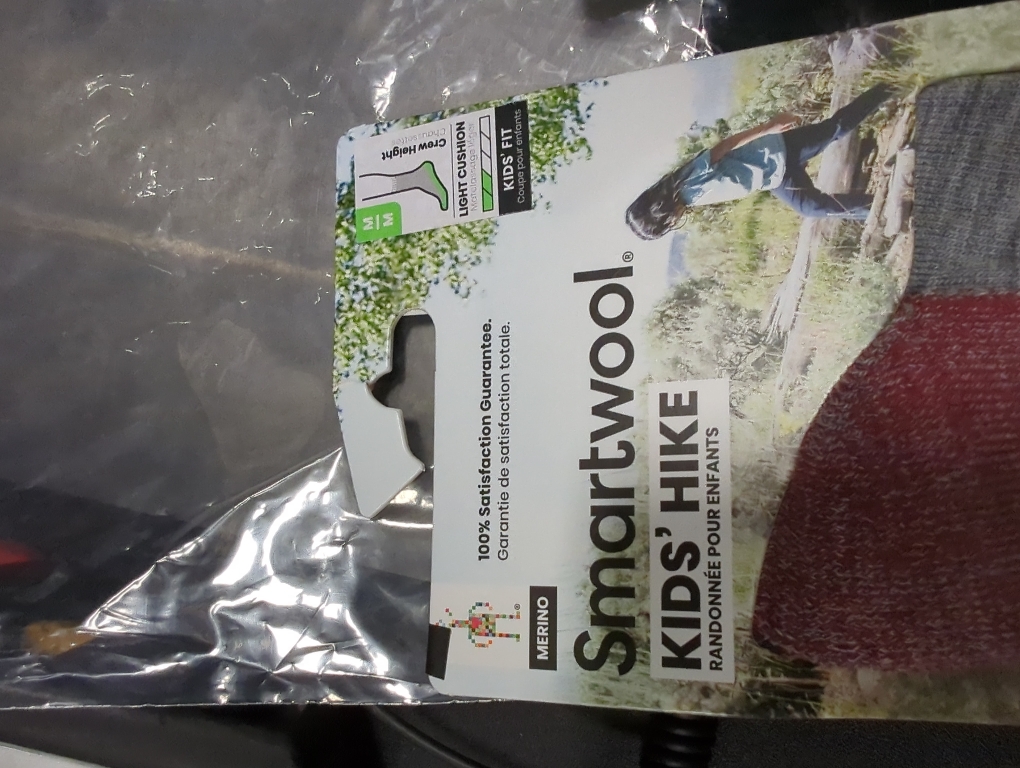 M
M
Crew Height
Chaussettes
LIGHT CUSHION
KIDS' FIT
Coupe pour enfants
100% Satisfaction Guarantee.
Garantie de satisfaction totale.
®
MERINO
Smartwool®
KIDS' HIKE
RANDONNÉE POUR ENFANTS